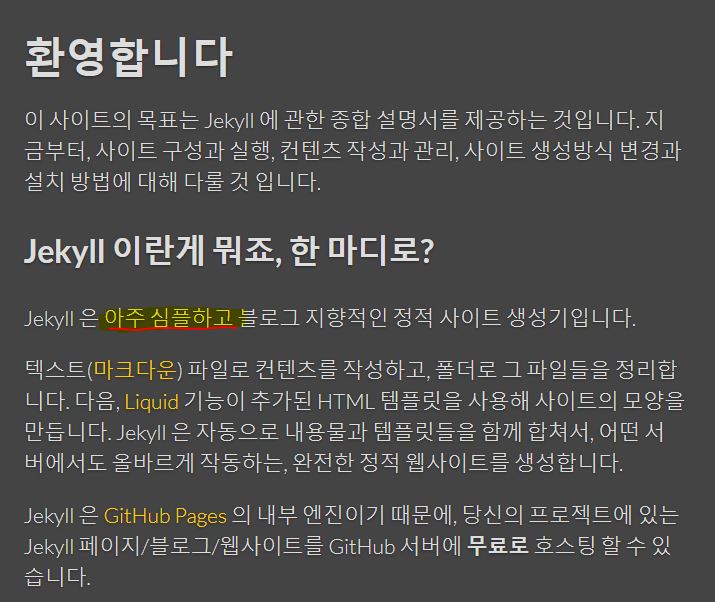 환영합니다
이 사이트의 목표는 Jekyll 에 관한 종합 설명서를 제공하는 것입니다. 지
금부터, 사이트 구성과 실행, 컨텐츠 작성과 관리, 사이트 생성방식 변경과
설치 방법에 대해 다룰 것 입니다.
Jekyll 이란게 뭐죠, 한 마디로?
Jekyll 은 아주 심플하고 블로그 지향적인 정적 사이트 생성기입니다.
텍스트(마크다운) 파일로 컨텐츠를 작성하고, 폴더로 그 파일들을 정리합
니다. 다음, Liquid 기능이 추가된 HTML 템플릿을 사용해 사이트의 모양을
만듭니다. Jekyll 은 자동으로 내용물과 템플릿들을 함께 합쳐서, 어떤 서
버에서도 올바르게 작동하는, 완전한 정적 웹사이트를 생성합니다.
Jekyll 은 GitHub Pages 의 내부 엔진이기 때문에, 당신의 프로젝트에 있는
Jekyll 페이지/블로그/웹사이트를 GitHub 서버에 무료로 호스팅 할 수 있
습니다.